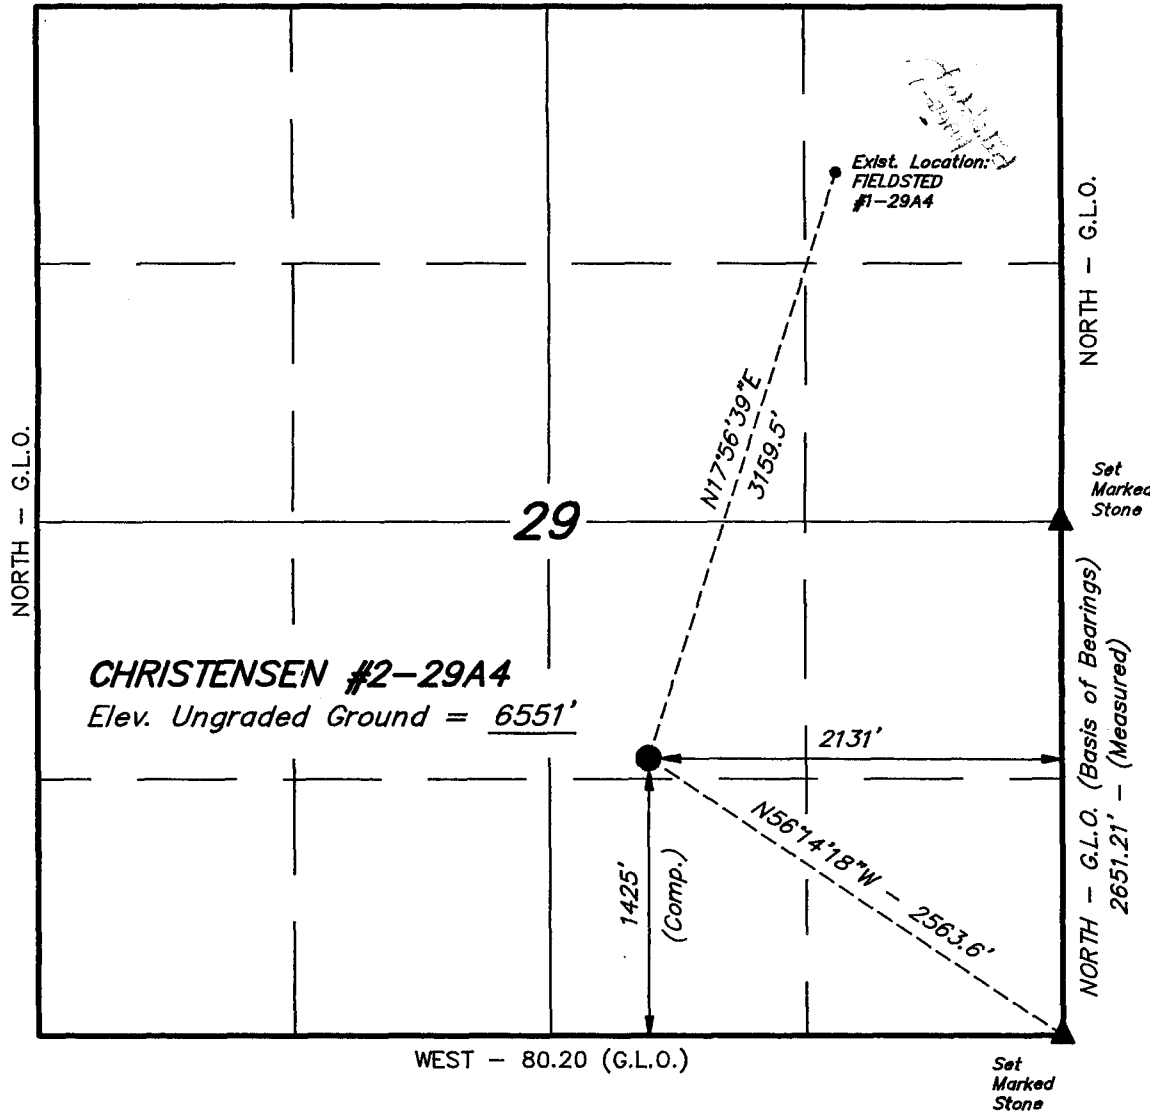 Exist. Location:
FIELDSTED
#1-29A4
NORTH - G.L.O.
N17°56'39"E
3159.5'
NORTH - G.L.O.
Set
Marked
Stone
29
CHRISTENSEN #2-29A4
Elev. Ungraded Ground = 6551'
2131'
N56°14'18"W - 2563.6'
1425'
(Comp.)
NORTH - G.L.O. (Basis of Bearings)
2651.21' - (Measured)
WEST - 80.20 (G.L.O.)
Set
Marked
Stone